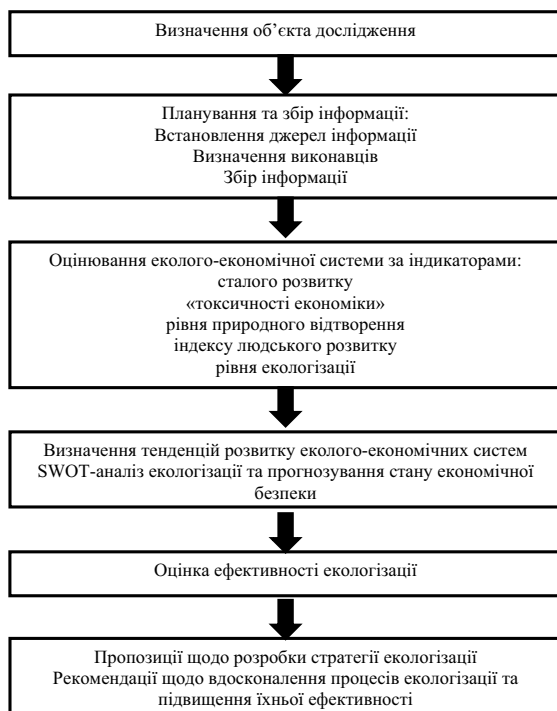 Визначення об’єкта дослідження
Планування та збір інформації:
Встановлення джерел інформації
Визначення виконавців
Збір інформації
Оцінювання еколого-економічної системи за індикаторами:
сталого розвитку
«токсичності економіки»
рівня природного відтворення
індексу людського розвитку
рівня екологізації
Визначення тенденцій розвитку еколого-економічних систем
SWOT-аналіз екологізації та прогнозування стану економічної
безпеки
Оцінка ефективності екологізації
Пропозиції щодо розробки стратегії екологізації
Рекомендації щодо вдосконалення процесів екологізації та
підвищення їхньої ефективності